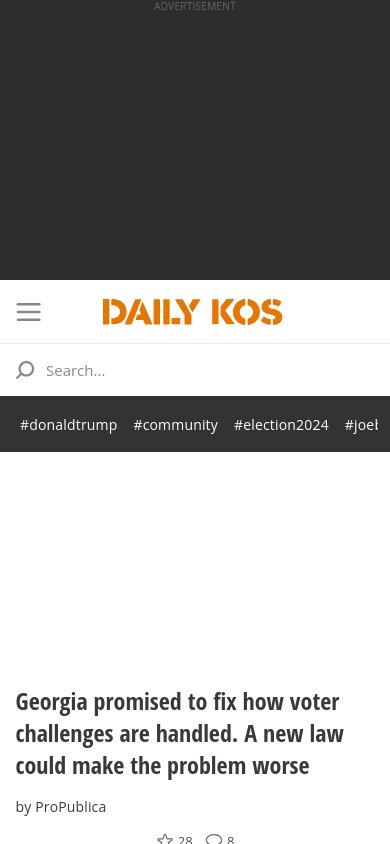 ADVERTISEMENT
DAILY KOS
Search...
#donaldtrump #community #election2024 #joeb
Georgia promised to fix how voter
challenges are handled. A new law
could make the problem worse
by ProPublica
28 8